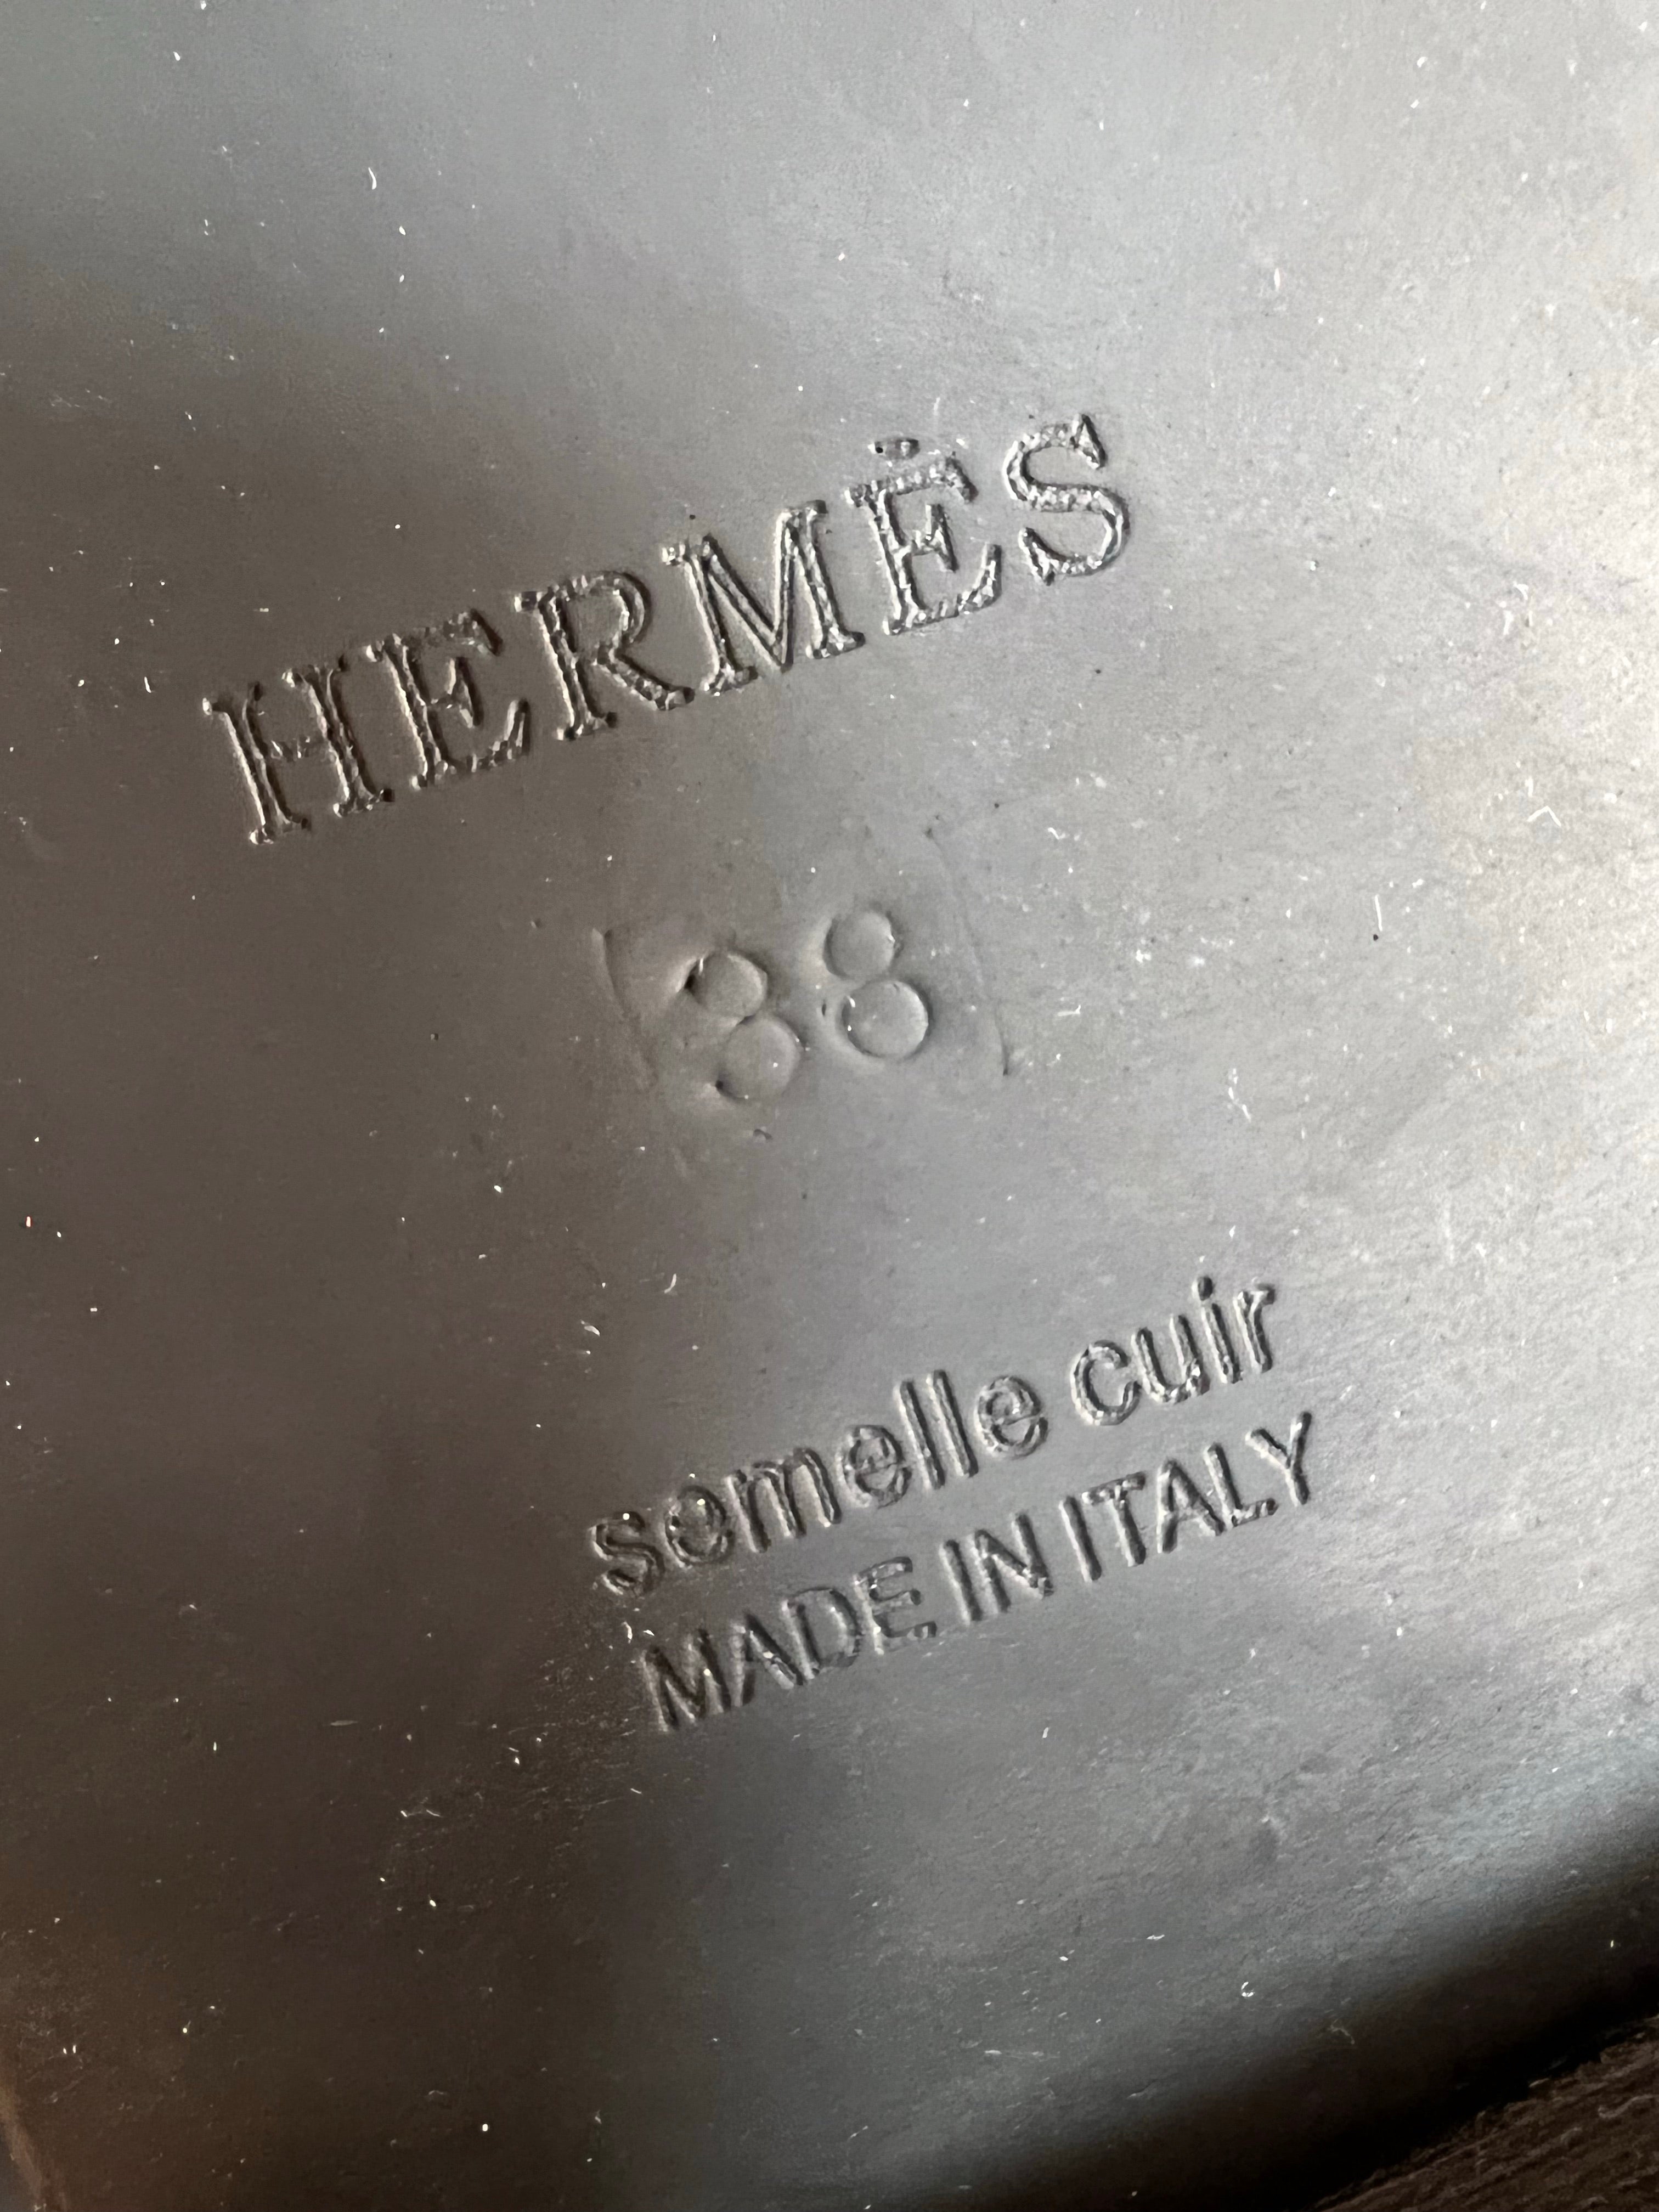 HERMÈS
38
semelle cuir
MADE IN ITALY